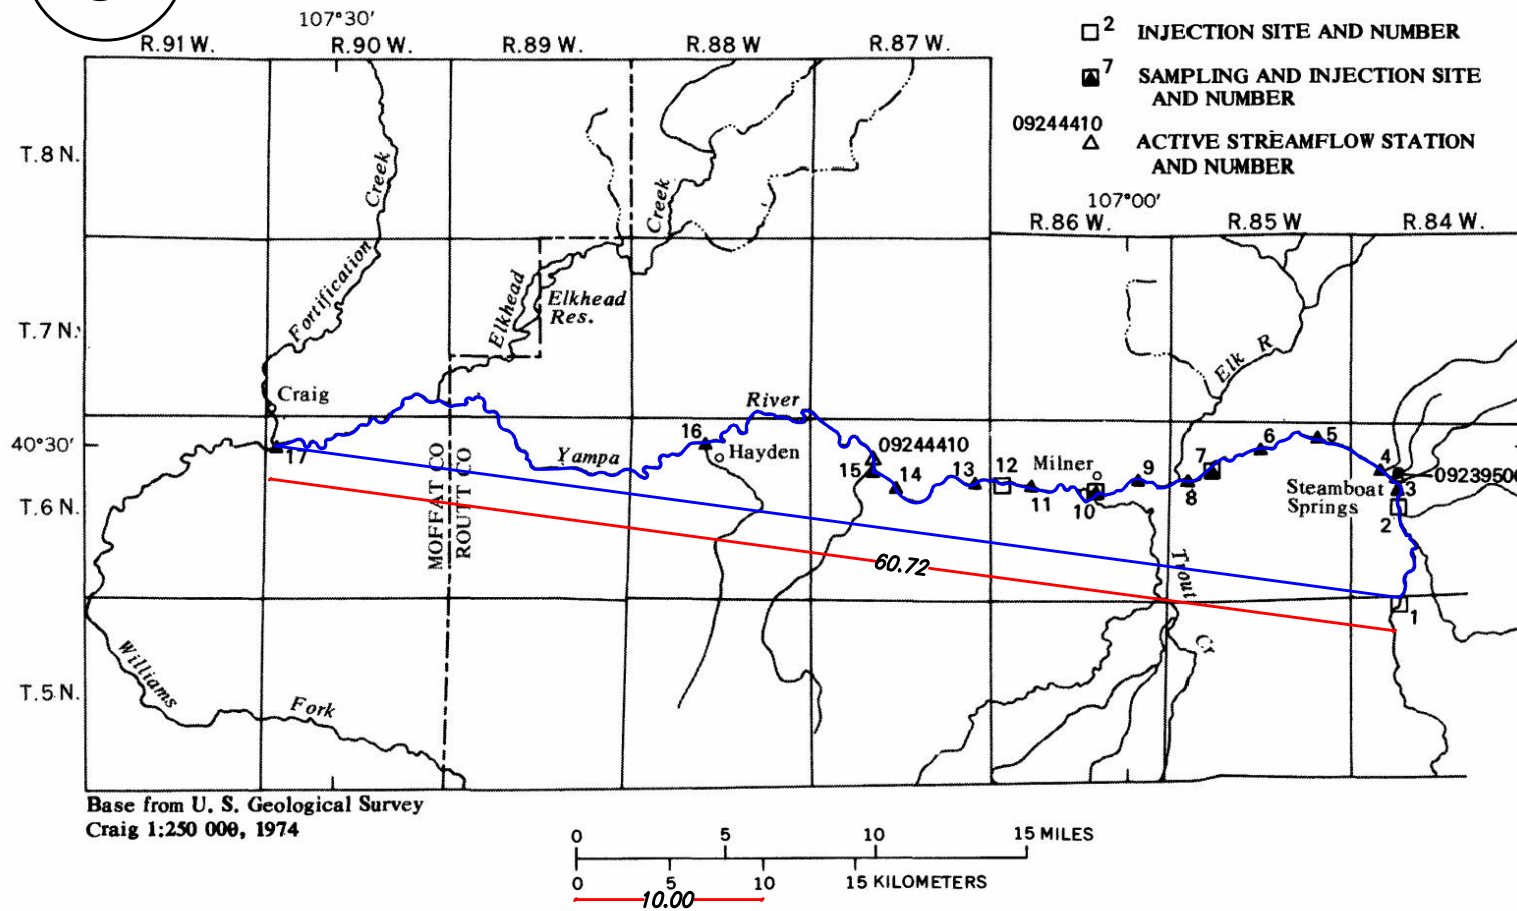 107°30'
R.91 W. R.90 W. R.89 W. R.88 W R.87 W.
2 INJECTION SITE AND NUMBER
7 SAMPLING AND INJECTION SITE
AND NUMBER
09244410
ACTIVE STREAMFLOW STATION
AND NUMBER
107°00'
R.86 W. R.85 W R.84 W.
T.8 N.
T.7 N.
T.6 N.
T.5 N.
40°30'
Fortification Creek
Elkhead Creek
Elkhead
Res.
Elk R
Craig
17
MOFFAT CO
ROUTT CO
Yampa River
16
Hayden
09244410
15
14
13
12
11
Milner
10
9
8
7
6
5
4
09239500
3
Steamboat
Springs
2
1
60.72
Trout Cr
Williams Fork
Base from U. S. Geological Survey
Craig 1:250 000, 1974
0 5 10 15 MILES
0 5 10 15 KILOMETERS
10.00